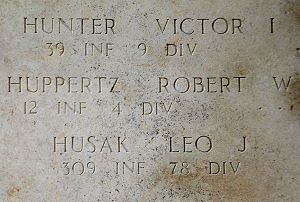 HUNTER VICTOR I
39 INF 9 DIV
HUPPERTZ ROBERT W
12 INF 4 DIV
HUSAK LEO J
309 INF 78 DIV